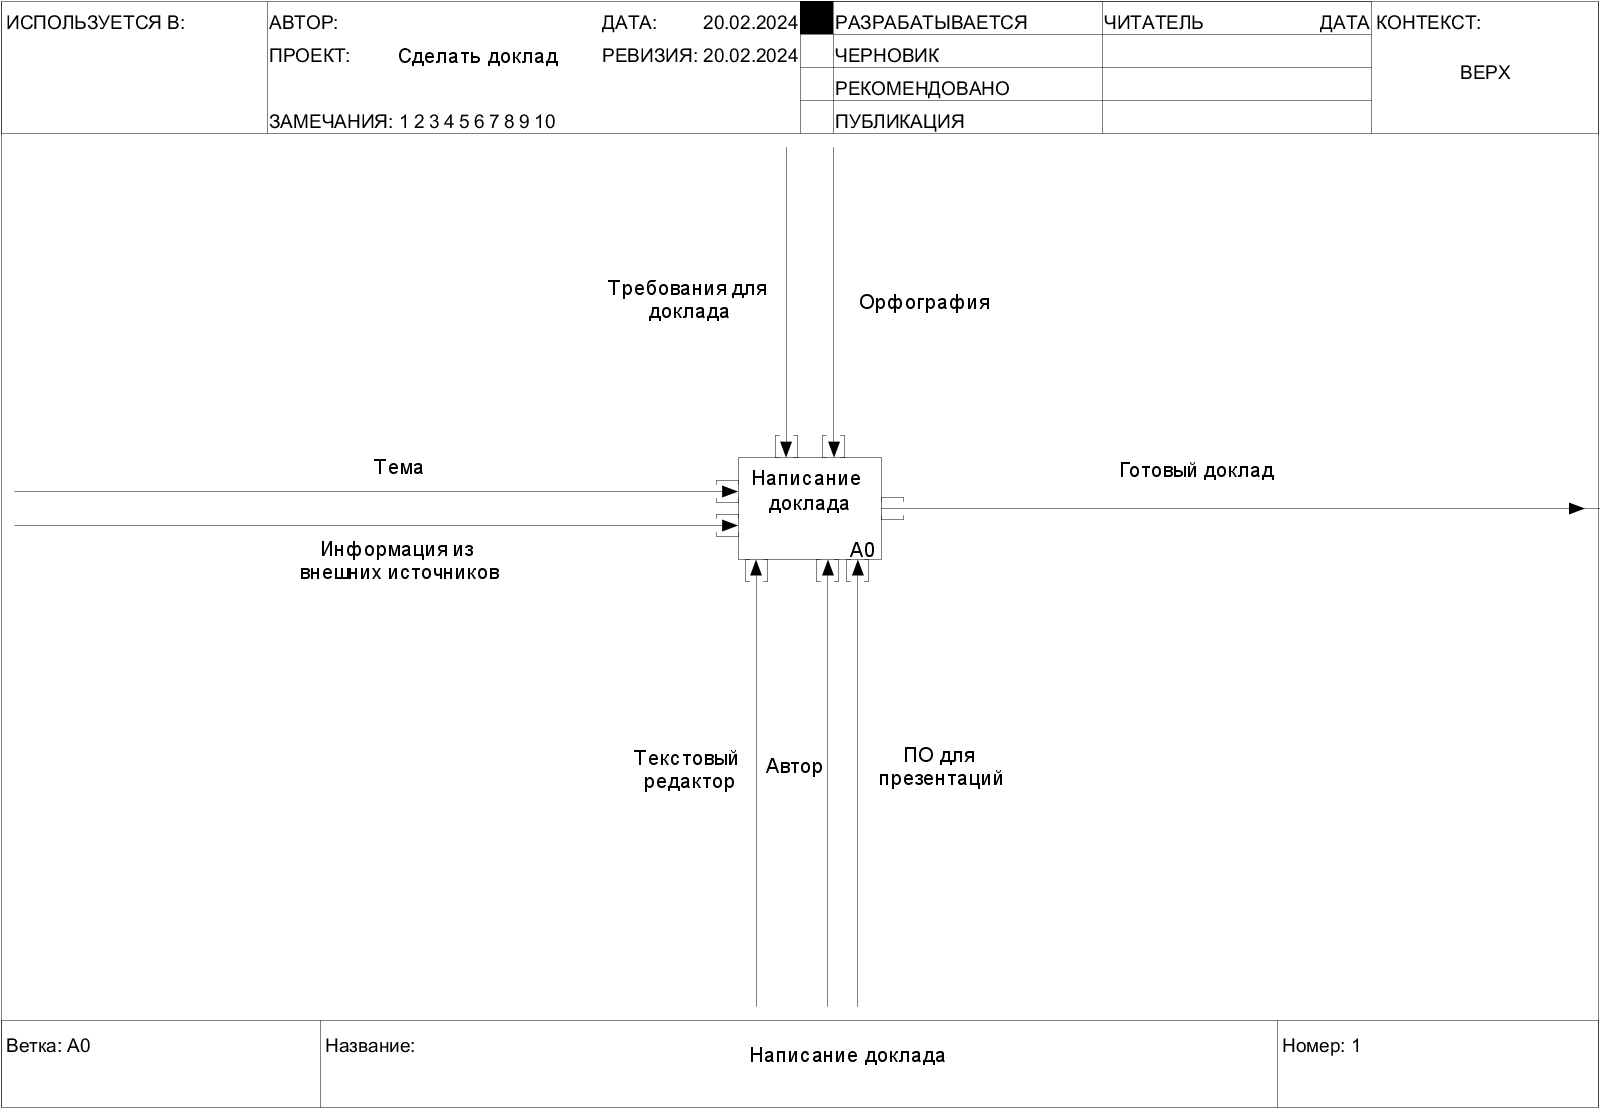 ИСПОЛЬЗУЕТСЯ В:
АВТОР:
ДАТА: 20.02.2024
ПРОЕКТ: Сделать доклад
РЕВИЗИЯ: 20.02.2024
ЗАМЕЧАНИЯ: 1 2 3 4 5 6 7 8 9 10
РАЗРАБАТЫВАЕТСЯ
ЧЕРНОВИК
РЕКОМЕНДОВАНО
ПУБЛИКАЦИЯ
ЧИТАТЕЛЬ
ДАТА
КОНТЕКСТ:
ВЕРХ
Требования для
доклада
Орфография
Тема
Информация из
внешних источников
Написание
доклада
A0
Готовый доклад
Текстовый
редактор
Автор
ПО для
презентаций
Ветка: A0
Название:
Написание доклада
Номер: 1